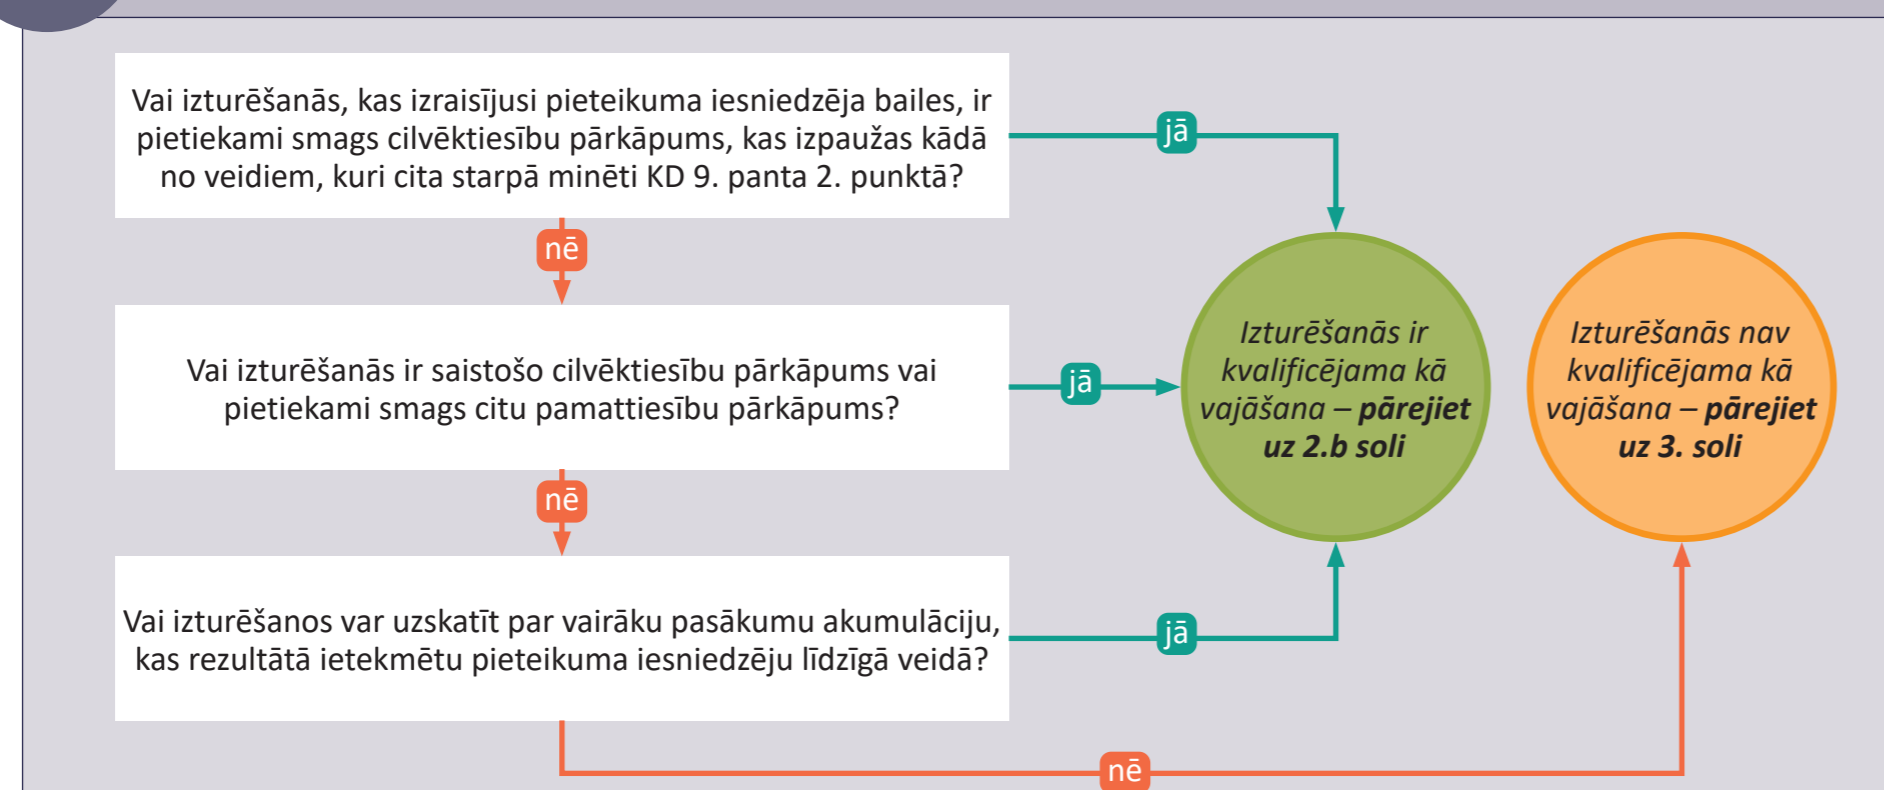 Vai izturēšanās, kas izraisījusi pieteikuma iesniedzēja bailes, ir
pietiekami smags cilvēktiesību pārkāpums, kas izpaužas kādā
no veidiem, kuri cita starpā minēti KD 9. panta 2. punktā?
jā
nē
Vai izturēšanās ir saistošo cilvēktiesību pārkāpums vai
pietiekami smags citu pamattiesību pārkāpums?
jā
Izturēšanās ir
kvalificējama kā
vajāšana – pārejiet
uz 2.b soli
Izturēšanās nav
kvalificējama kā
vajāšana – pārejiet
uz 3. soli
nē
Vai izturēšanos var uzskatīt par vairāku pasākumu akumulāciju,
kas rezultātā ietekmētu pieteikuma iesniedzēju līdzīgā veidā?
jā
nē